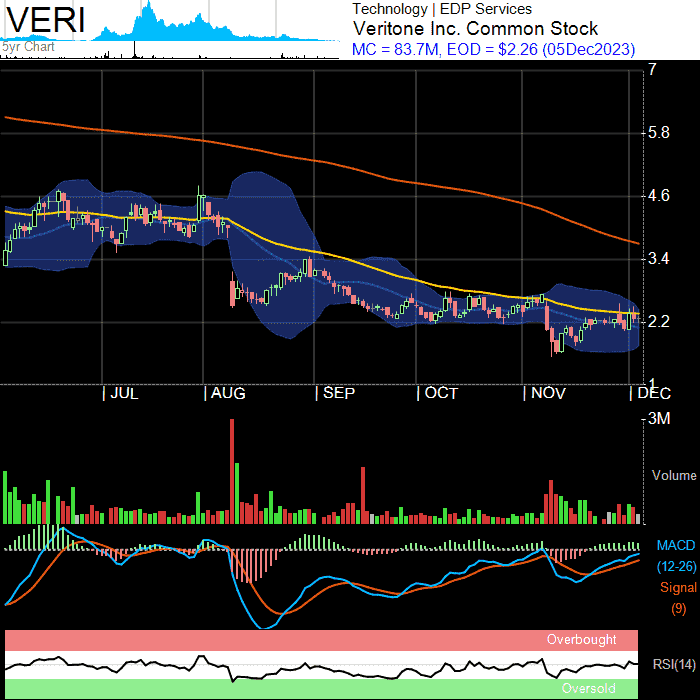 VERI
5yr Chart
Technology | EDP Services
Veritone Inc. Common Stock
MC = 83.7M, EOD = $2.26 (05Dec2023)
7
5.8
4.6
3.4
2.2
1
JUL AUG SEP OCT NOV DEC
3M
Volume
MACD
(12-26)
Signal
(9)
Overbought
RSI(14)
Oversold